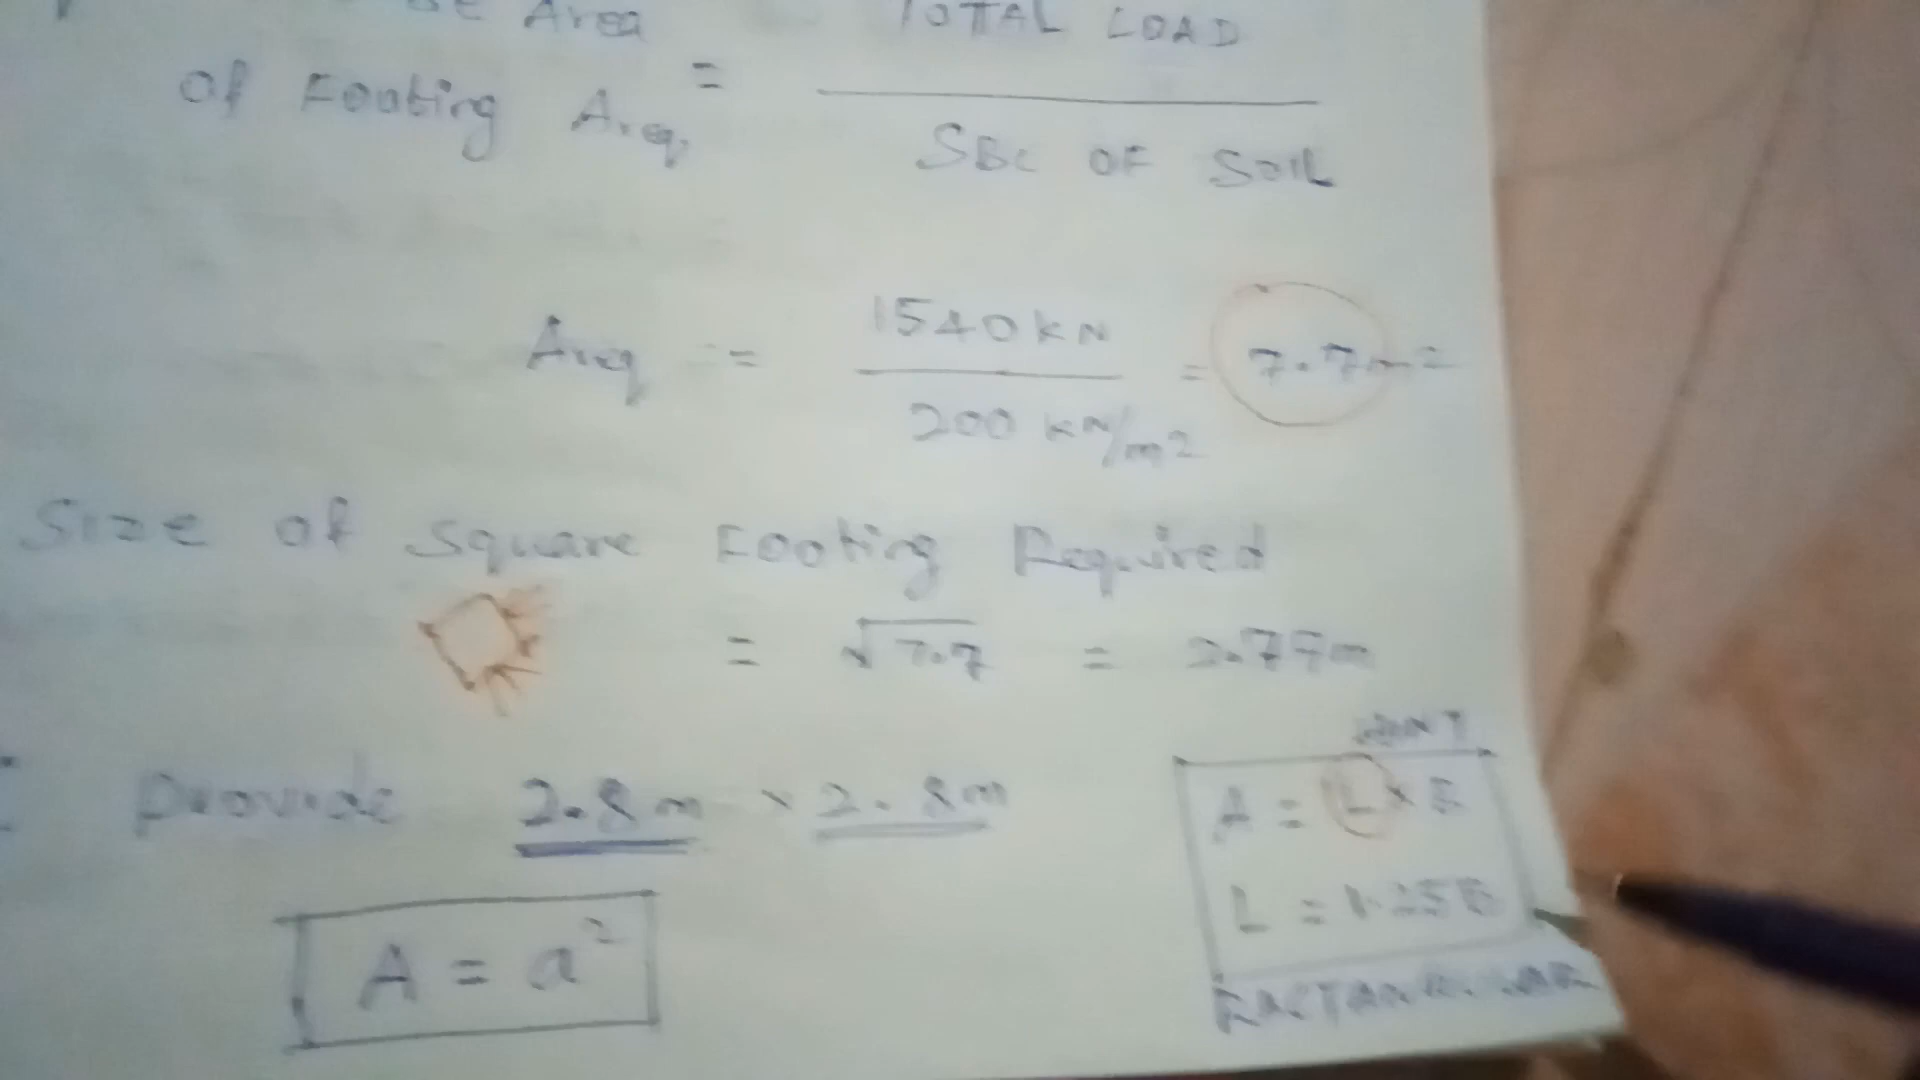 Area
TOTAL LOAD
Of Footing Areq =
SBC OF SOIL
Areq = 1540 KN
200 KN/m2
= 7.7m2
Size of square Footing Required
= √7.7 = 2.77m
Provide 2.8m x 2.8m
A = a²
A = L x B
L = 1.25B